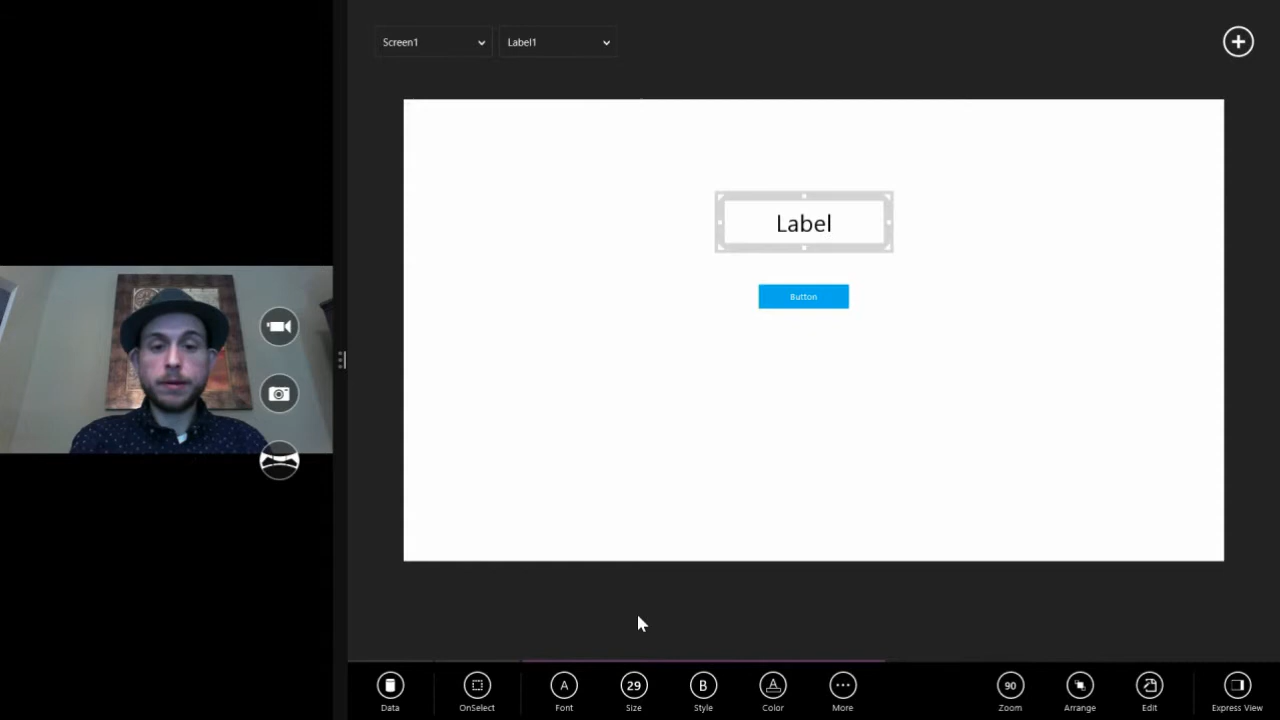 Screen1
Label1
Label
Button
Data
OnSelect
A
Font
29
Size
B
Style
A
Color
More
90
Zoom
Arrange
Edit
Express View